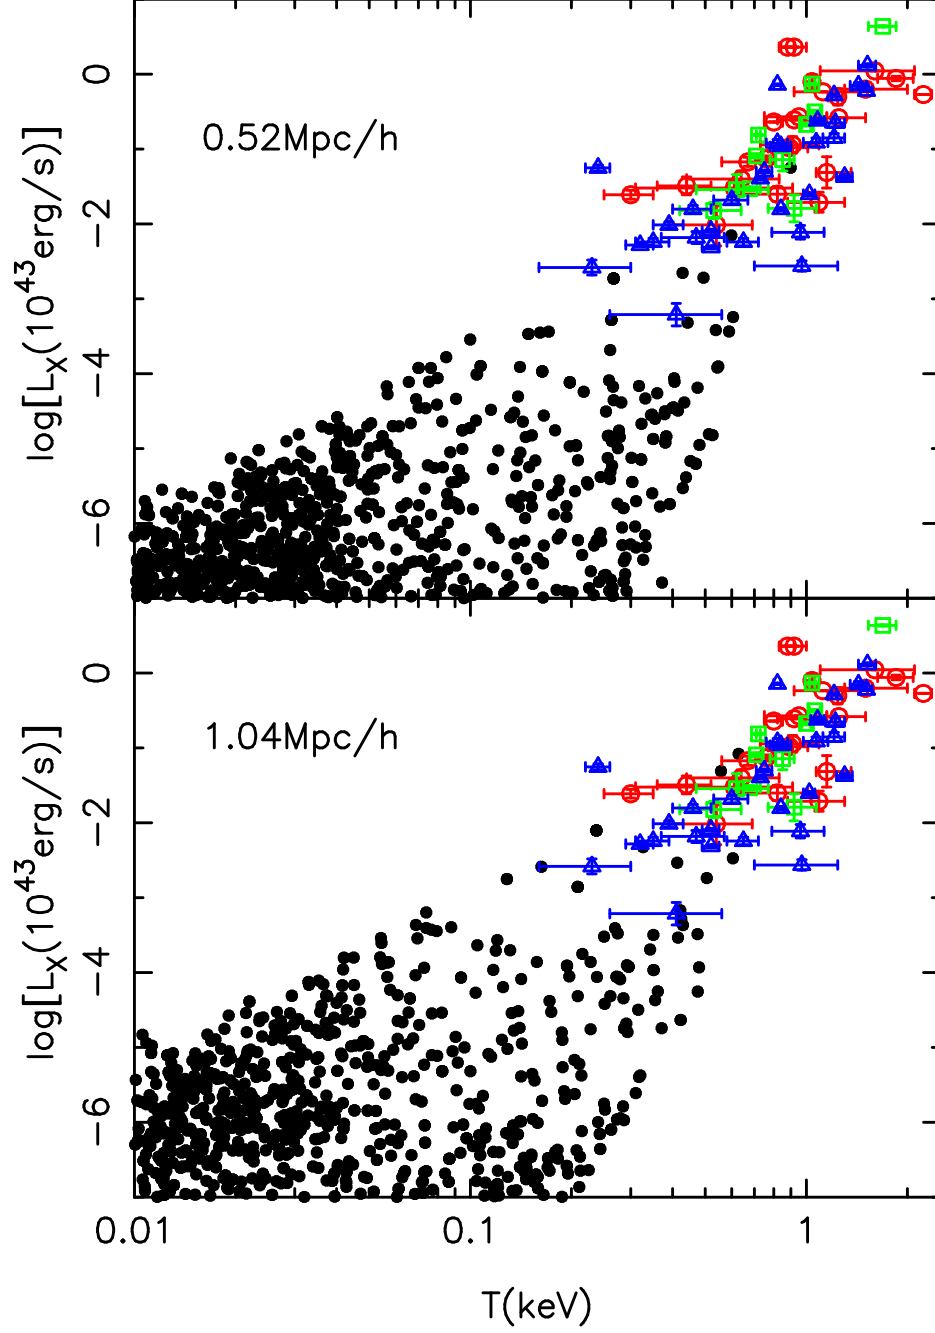 0
−2
−4
−6
log[L_X(10^43erg/s)]
0.52Mpc/h
0
−2
−4
−6
log[L_X(10^43erg/s)]
1.04Mpc/h
0.01
0.1
1
T(keV)